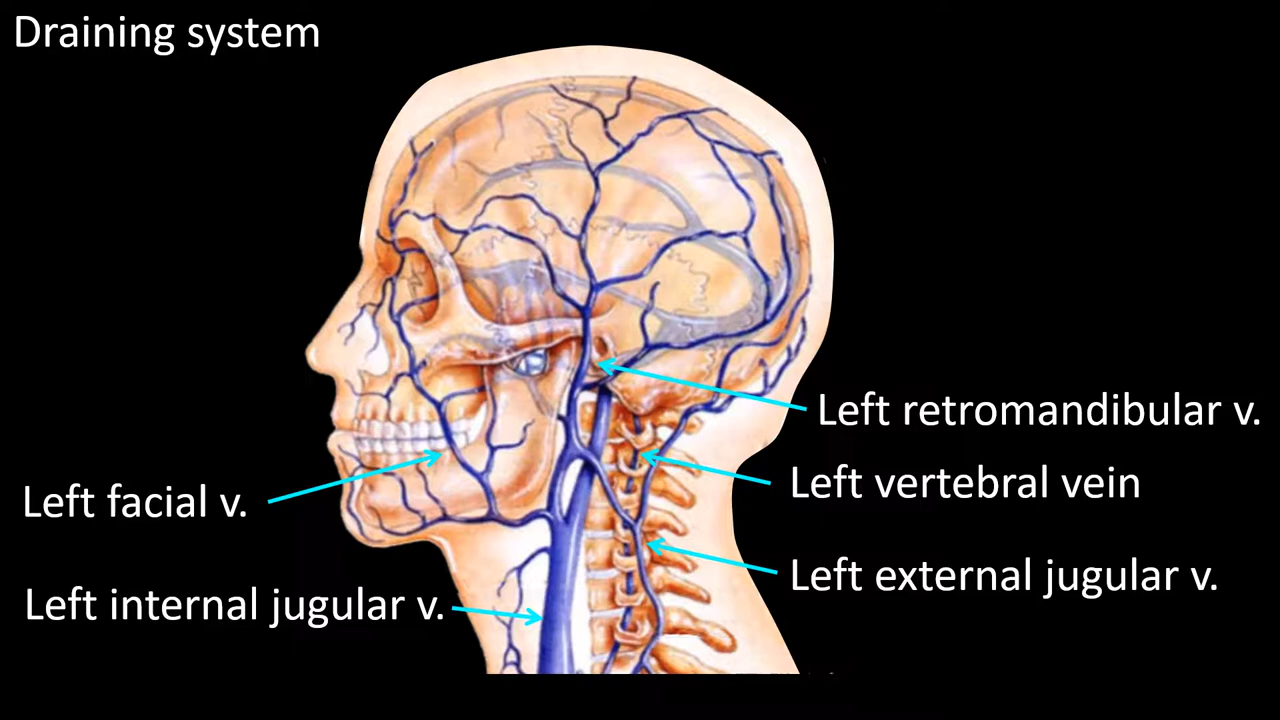 Draining system
Left retromandibular v.
Left vertebral vein
Left facial v.
Left external jugular v.
Left internal jugular v.